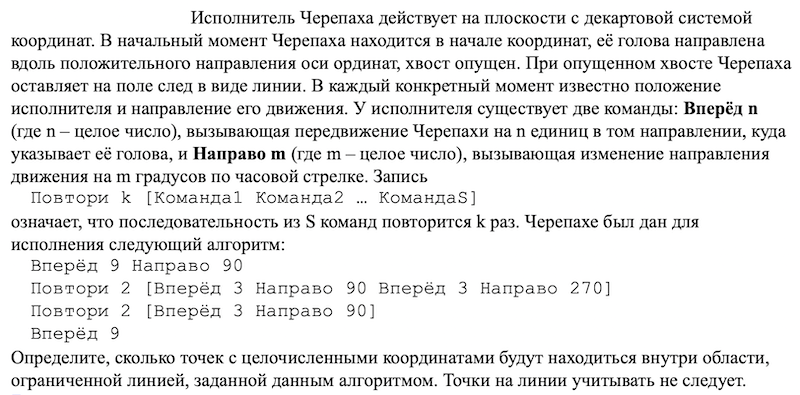 Исполнитель Черепаха действует на плоскости с декартовой системой
координат. В начальный момент Черепаха находится в начале координат, её голова направлена
вдоль положительного направления оси ординат, хвост опущен. При опущенном хвосте Черепаха
оставляет на поле след в виде линии. В каждый конкретный момент известно положение
исполнителя и направление его движения. У исполнителя существует две команды: Вперёд n
(где n – целое число), вызывающая передвижение Черепахи на n единиц в том направлении, куда
указывает её голова, и Направо m (где m – целое число), вызывающая изменение направления
движения на m градусов по часовой стрелке. Запись
Повтори k [Команда1 Команда2 … КомандаS]
означает, что последовательность из S команд повторится k раз. Черепахе был дан для
исполнения следующий алгоритм:
Вперёд 9 Направо 90
Повтори 2 [Вперёд 3 Направо 90 Вперёд 3 Направо 270]
Повтори 2 [Вперёд 3 Направо 90]
Вперёд 9
Определите, сколько точек с целочисленными координатами будут находиться внутри области,
ограниченной линией, заданной данным алгоритмом. Точки на линии учитывать не следует.